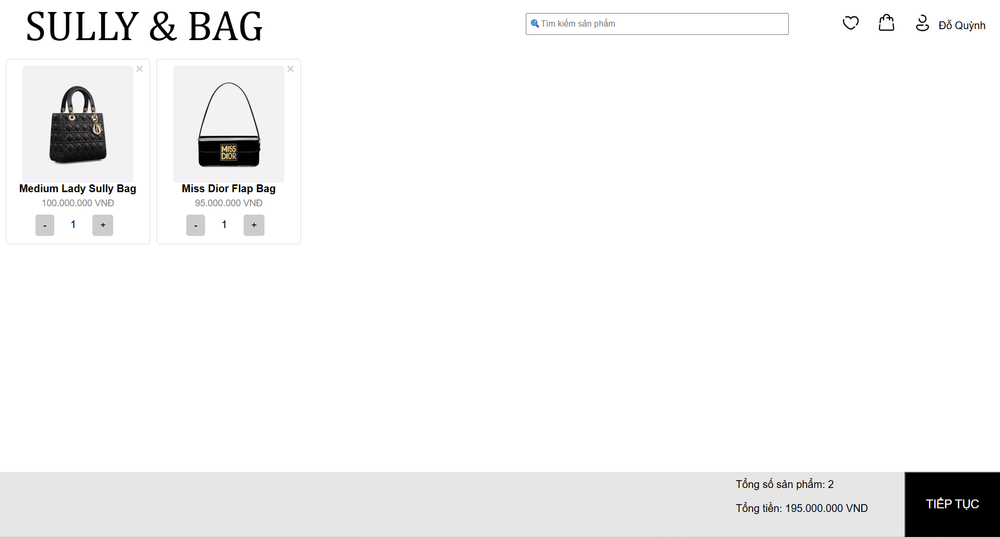 SULLY & BAG
🔍Tìm kiếm sản phẩm
Đỗ Quỳnh
×
×
MISS
DIOR
Medium Lady Sully Bag
100.000.000 VNĐ
- 1 +
Miss Dior Flap Bag
95.000.000 VNĐ
- 1 +
Tổng số sản phẩm: 2
Tổng tiền: 195.000.000 VND
TIẾP TỤC